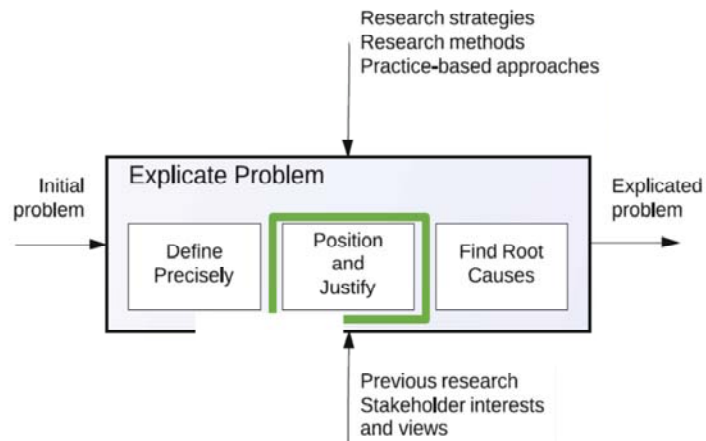 Research strategies
Research methods
Practice-based approaches
Explicate Problem
Initial
problem
Explicated
problem
Define
Precisely
Position
and
Justify
Find Root
Causes
Previous research
Stakeholder interests
and views